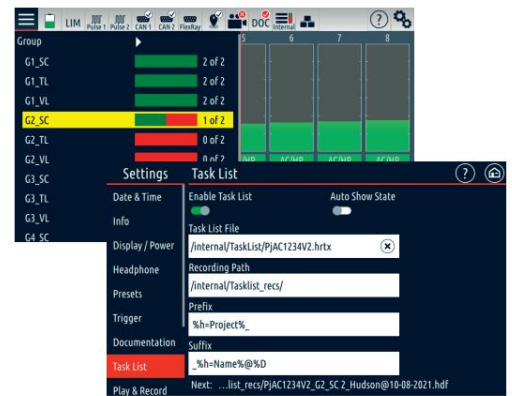 LIM Pulse 1 Pulse 2 CAN 1 CAN 2 FlexRay DOC Internal ?
Group 5 6 7 8
G1_SC 2 of 2
G1_TL 2 of 2
G1_VL 2 of 2
G2_SC 1 of 2
G2_TL 0 of 2
G2_VL 0 of 2
G3_SC
G3_TL
G3_VL
G4_SC
Settings Task List ?
Date & Time
Info
Display / Power
Headphone
Presets
Trigger
Documentation
Task List
Play & Record
Enable Task List Auto Show State
Task List File
/internal/TaskList/PjAC1234V2.hrtx
Recording Path
/internal/Tasklist_recs/
Prefix
%h=Project%_
Suffix
_%h=Name%@%D
Next: ...list_recs/PjAC1234V2_G2_SC 2_Hudson@10-08-2021.hdf